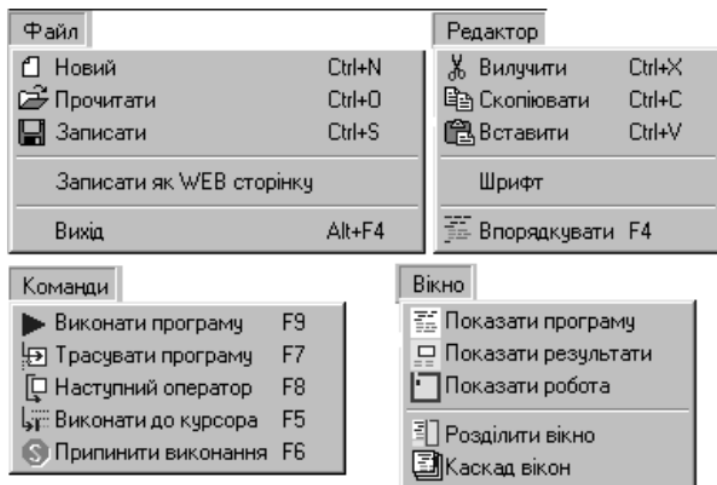 Файл
Новий Ctrl+N
Прочитати Ctrl+O
Записати Ctrl+S
Записати як WEB сторінку
Вихід Alt+F4
Редактор
Вилучити Ctrl+X
Скопіювати Ctrl+C
Вставити Ctrl+V
Шрифт
Впорядкувати F4
Команди
Виконати програму F9
Трасувати програму F7
Наступний оператор F8
Виконати до курсора F5
Припинити виконання F6
Вікно
Показати програму
Показати результати
Показати робота
Розділити вікно
Каскад вікон